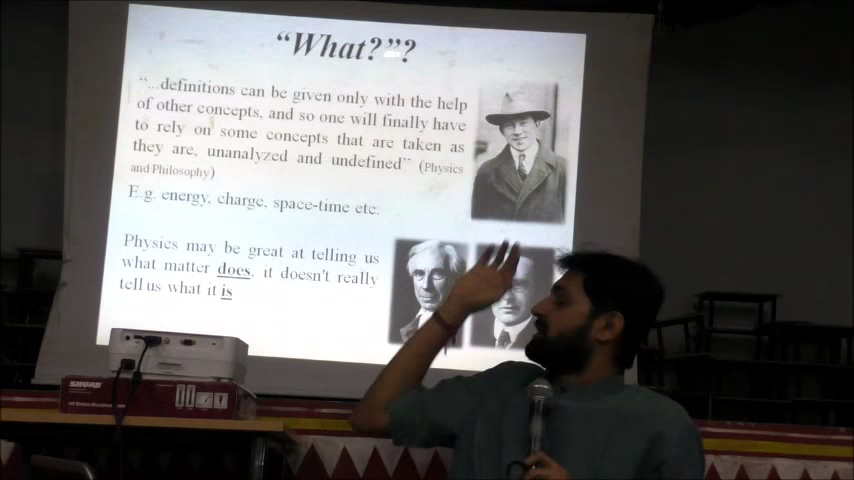 “What?”?
“...definitions can be given only with the help
of other concepts, and so one will finally have
to rely on some concepts that are taken as
they are, unanalyzed and undefined” (Physics
and Philosophy)
E.g. energy, charge, space-time etc.
Physics may be great at telling us
what matter does, it doesn't really
tell us what it is
SHURE